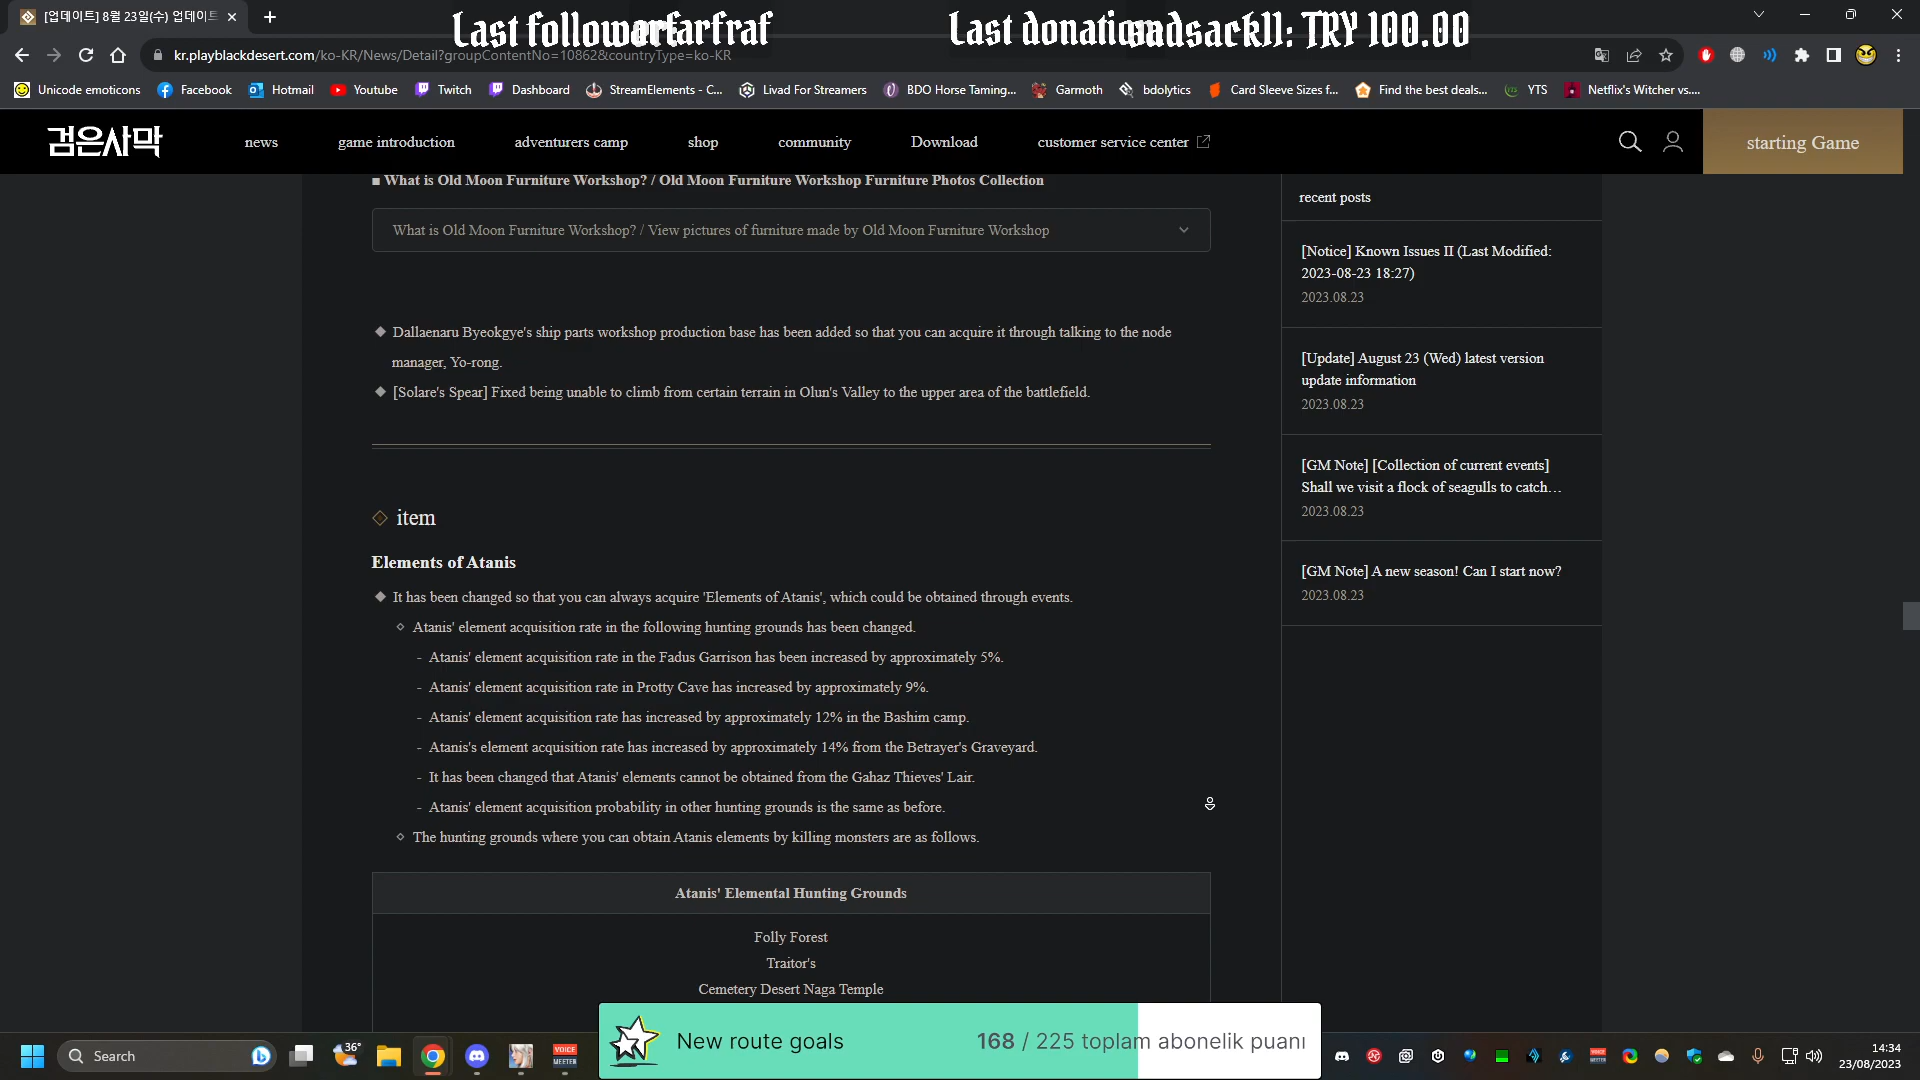 [업데이트] 8월 23일(수) 업데이트
Last follower
arfarfraf
Last donation
sadsack11: TRY 100.00
kr.playblackdesert.com/ko-KR/News/Detail?groupContentNo=10862&countryType=ko-KR
Unicode emoticons
Facebook
Hotmail
Youtube
Twitch
Dashboard
StreamElements - C...
Livad For Streamers
BDO Horse Taming...
Garmoth
bdolytics
Card Sleeve Sizes f...
Find the best deals...
YTS
Netflix's Witcher vs....
검은사막
news
game introduction
adventurers camp
shop
community
Download
customer service center
starting Game
■ What is Old Moon Furniture Workshop? / Old Moon Furniture Workshop Furniture Photos Collection
What is Old Moon Furniture Workshop? / View pictures of furniture made by Old Moon Furniture Workshop
◆ Dallaenaru Byeokgye's ship parts workshop production base has been added so that you can acquire it through talking to the node
manager, Yo-rong.
◆ [Solare's Spear] Fixed being unable to climb from certain terrain in Olun's Valley to the upper area of the battlefield.
item
Elements of Atanis
◆ It has been changed so that you can always acquire 'Elements of Atanis', which could be obtained through events.
◇ Atanis' element acquisition rate in the following hunting grounds has been changed.
- Atanis' element acquisition rate in the Fadus Garrison has been increased by approximately 5%.
- Atanis' element acquisition rate in Protty Cave has increased by approximately 9%.
- Atanis' element acquisition rate has increased by approximately 12% in the Bashim camp.
- Atanis's element acquisition rate has increased by approximately 14% from the Betrayer's Graveyard.
- It has been changed that Atanis' elements cannot be obtained from the Gahaz Thieves' Lair.
- Atanis' element acquisition probability in other hunting grounds is the same as before.
◇ The hunting grounds where you can obtain Atanis elements by killing monsters are as follows.
Atanis' Elemental Hunting Grounds
Folly Forest
Traitor's
Cemetery Desert Naga Temple
recent posts
[Notice] Known Issues II (Last Modified:
2023-08-23 18:27)
2023.08.23
[Update] August 23 (Wed) latest version
update information
2023.08.23
[GM Note] [Collection of current events]
Shall we visit a flock of seagulls to catch...
2023.08.23
[GM Note] A new season! Can I start now?
2023.08.23
New route goals
168 / 225 toplam abonelik puanı
Search
36°
VOICE
MEETER
14:34
23/08/2023